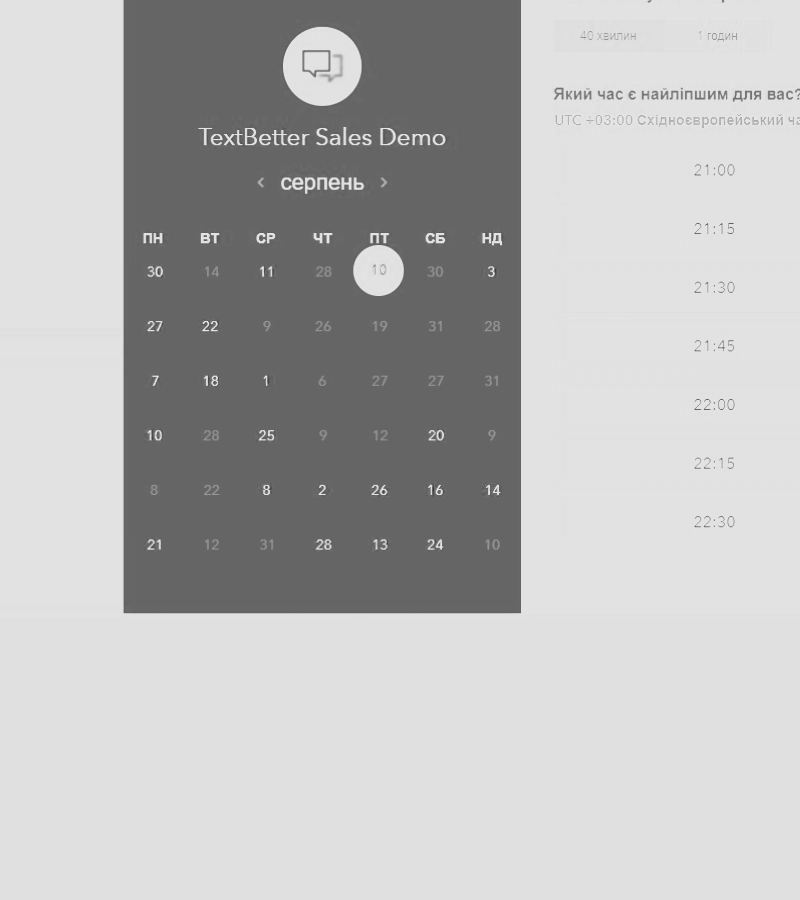 40 хвилин 1 годин
TextBetter Sales Demo
серпень
ПН ВТ СР ЧТ ПТ СБ НД
30 14 11 28 10 30 3
27 22 9 26 19 31 28
7 18 1 6 27 27 31
10 28 25 9 12 20 9
8 22 8 2 26 16 14
21 12 31 28 13 24 10
Який час є найліпшим для вас?
UTC +03:00 Східноєвропейський
21:00
21:15
21:30
21:45
22:00
22:15
22:30